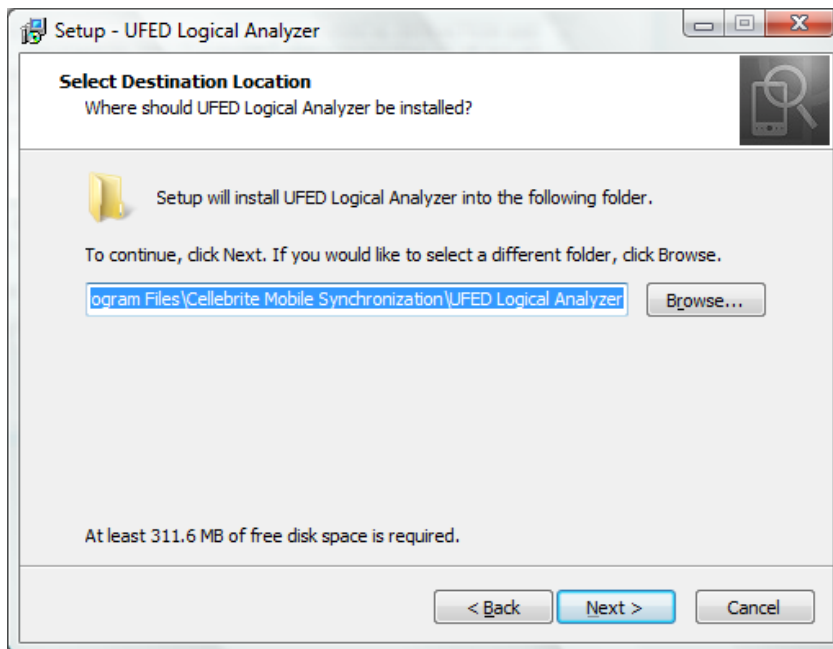 Setup - UFED Logical Analyzer
Select Destination Location
Where should UFED Logical Analyzer be installed?
Setup will install UFED Logical Analyzer into the following folder.
To continue, click Next. If you would like to select a different folder, click Browse.
ogram Files\Cellebrite Mobile Synchronization\UFED Logical Analyzer
Browse...
At least 311.6 MB of free disk space is required.
< Back
Next >
Cancel